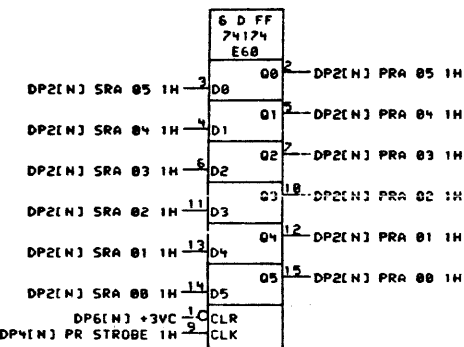 6 D FF
74174
E60
Q0 2 DP2[N] PRA 05 1H
DP2[N] SRA 05 1H 3 D0
Q1 5 DP2[N] PRA 04 1H
DP2[N] SRA 04 1H 4 D1
Q2 7 DP2[N] PRA 03 1H
DP2[N] SRA 03 1H 6 D2
Q3 10 DP2[N] PRA 02 1H
DP2[N] SRA 02 1H 11 D3
Q4 12 DP2[N] PRA 01 1H
DP2[N] SRA 01 1H 13 D4
Q5 15 DP2[N] PRA 00 1H
DP2[N] SRA 00 1H 14 D5
DP6[N] +3VC 1 CLR
DP4[N] PR STROBE 1H 9 CLK